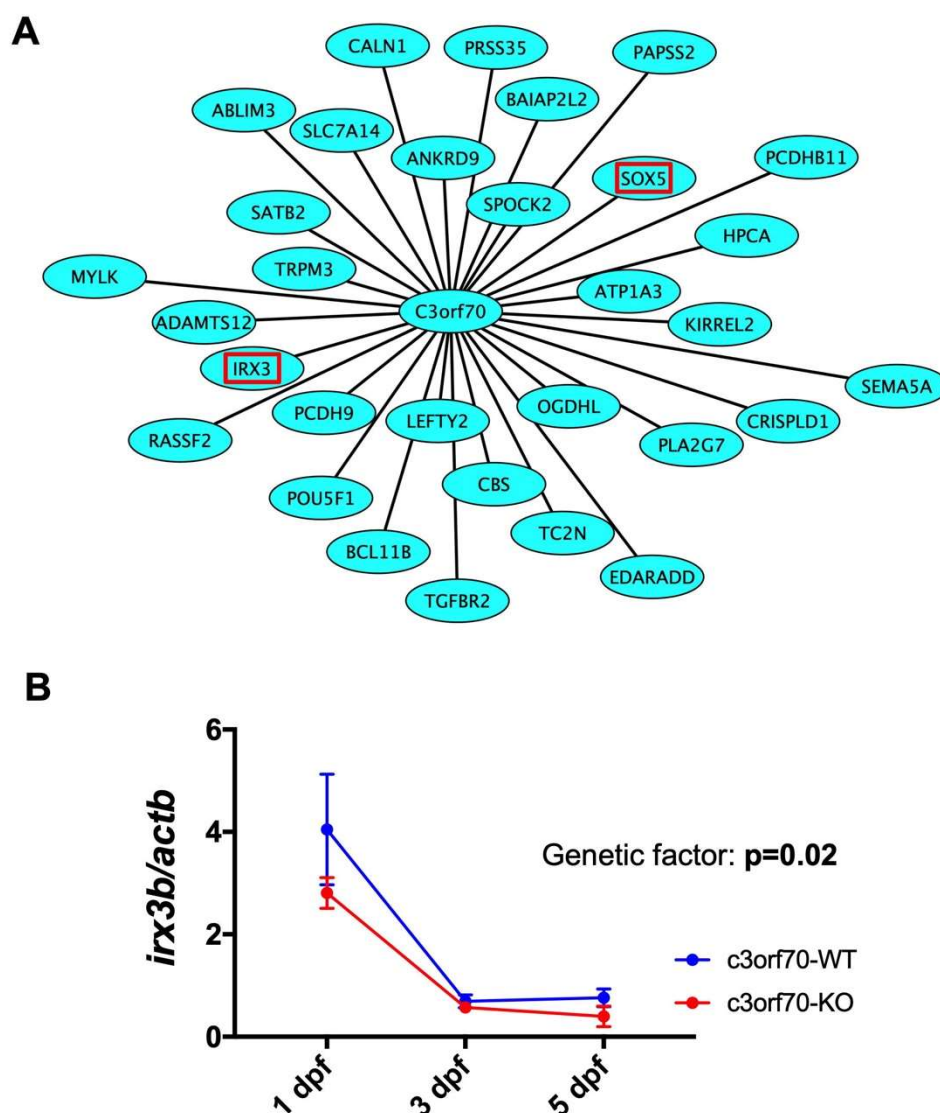 A
CALN1
PRSS35
PAPSS2
BAIAP2L2
ABLIM3
SLC7A14
ANKRD9
PCDHB11
SOX5
SPOCK2
SATB2
HPCA
TRPM3
MYLK
ATP1A3
C3orf70
ADAMTS12
KIRREL2
IRX3
SEMA5A
PCDH9
OGDHL
LEFTY2
CRISPLD1
RASSF2
PLA2G7
CBS
POU5F1
TC2N
BCL11B
EDARADD
TGFBR2
B
irx3b/actb
6
4
2
0
Genetic factor: p=0.02
c3orf70-WT
c3orf70-KO
1 dpf
3 dpf
5 dpf